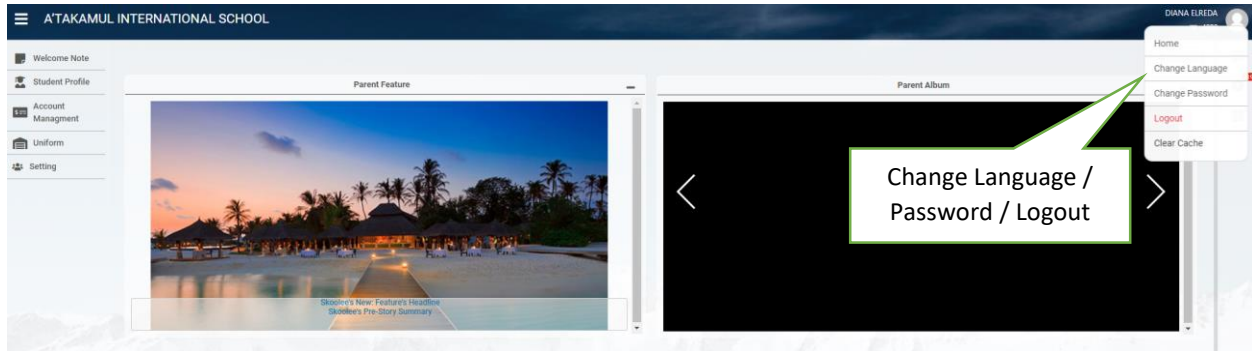 A'TAKAMUL INTERNATIONAL SCHOOL
DIANA ELREDA
Welcome Note
Student Profile
Account
Managment
Uniform
Setting
Parent Feature
Skoolee's New: Feature's Headline
Skoolee's Pre-Story Summary
Parent Album
Home
Change Language
Change Password
Logout
Clear Cache
Change Language /
Password / Logout